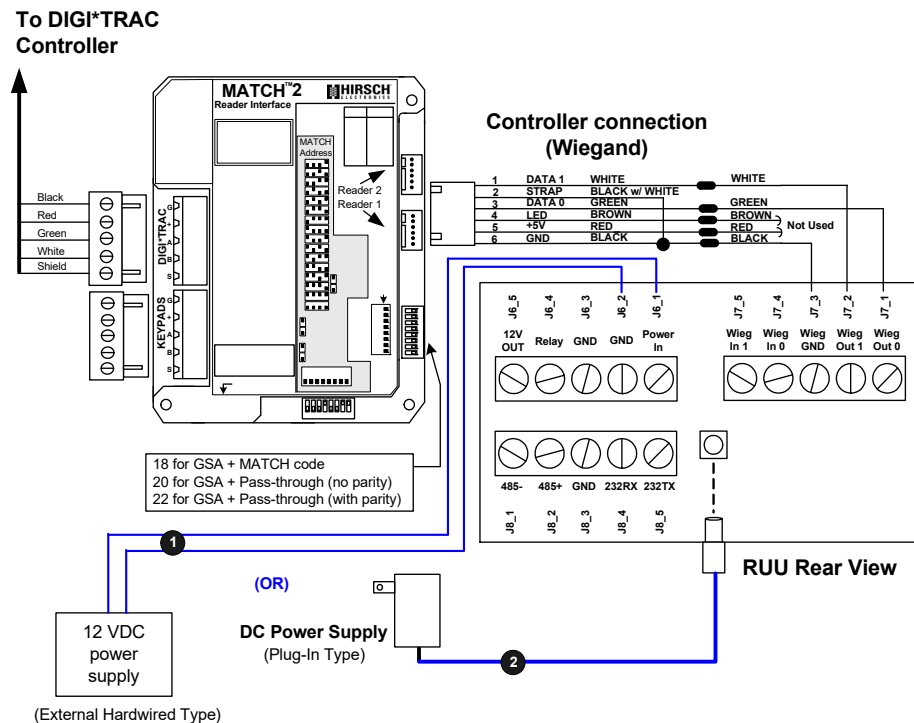 To DIGI*TRAC
Controller
MATCH™2
Reader Interface
HIRSCH
ELECTRONICS
MATCH
Address
Reader 2
Reader 1
Controller connection
(Wiegand)
1 DATA 1 WHITE WHITE
2 STRAP BLACK w/ WHITE
3 DATA 0 GREEN GREEN
4 LED BROWN BROWN
5 +5V RED RED
Not Used
6 GND BLACK BLACK
Black
Red
Green
White
Shield
DIGI*TRAC
G
+
A
B
S
KEYPADS
G
+
A
B
S
J6_5 J6_4 J6_3 J6_2 J6_1
12V OUT
Relay
GND
GND
Power In
J7_5 J7_4 J7_3 J7_2 J7_1
Wieg In 1
Wieg In 0
Wieg GND
Wieg Out 1
Wieg Out 0
485- 485+ GND 232RX 232TX
J8_1 J8_2 J8_3 J8_4 J8_5
RUU Rear View
18 for GSA + MATCH code
20 for GSA + Pass-through (no parity)
22 for GSA + Pass-through (with parity)
1
(OR)
12 VDC
power
supply
(External Hardwired Type)
DC Power Supply
(Plug-In Type)
2